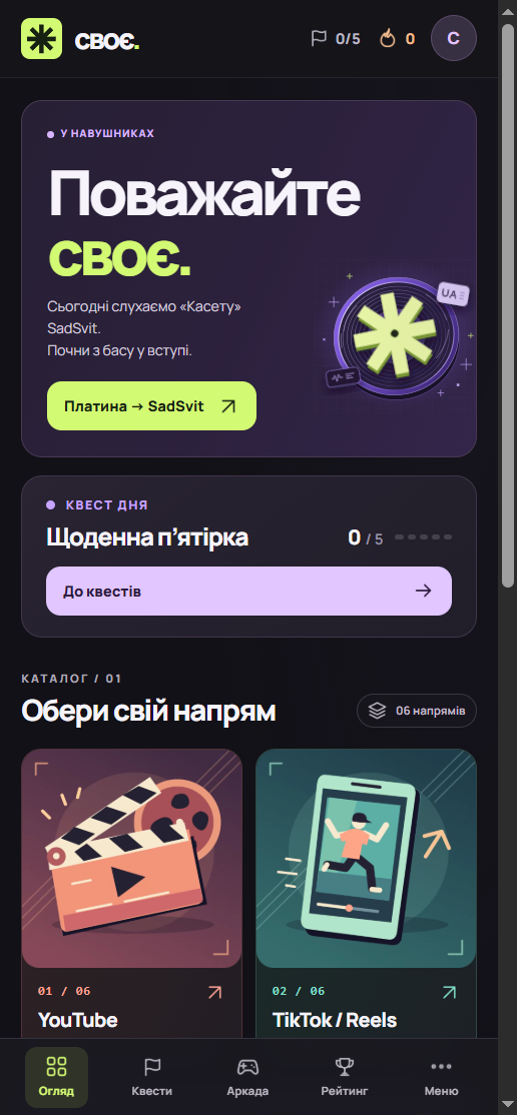 СВОЄ.
0/5
0
С
У НАВУШНИКАХ
Поважайте
СВОЄ.
Сьогодні слухаємо «Касету»
SadSvit.
Почни з басу у вступі.
UA
Платина → SadSvit
КВЕСТ ДНЯ
Щоденна п’ятірка
0 / 5
До квестів
КАТАЛОГ / 01
Обери свій напрям
06 напрямів
01 / 06
YouTube
02 / 06
TikTok / Reels
Огляд
Квести
Аркада
Рейтинг
Меню